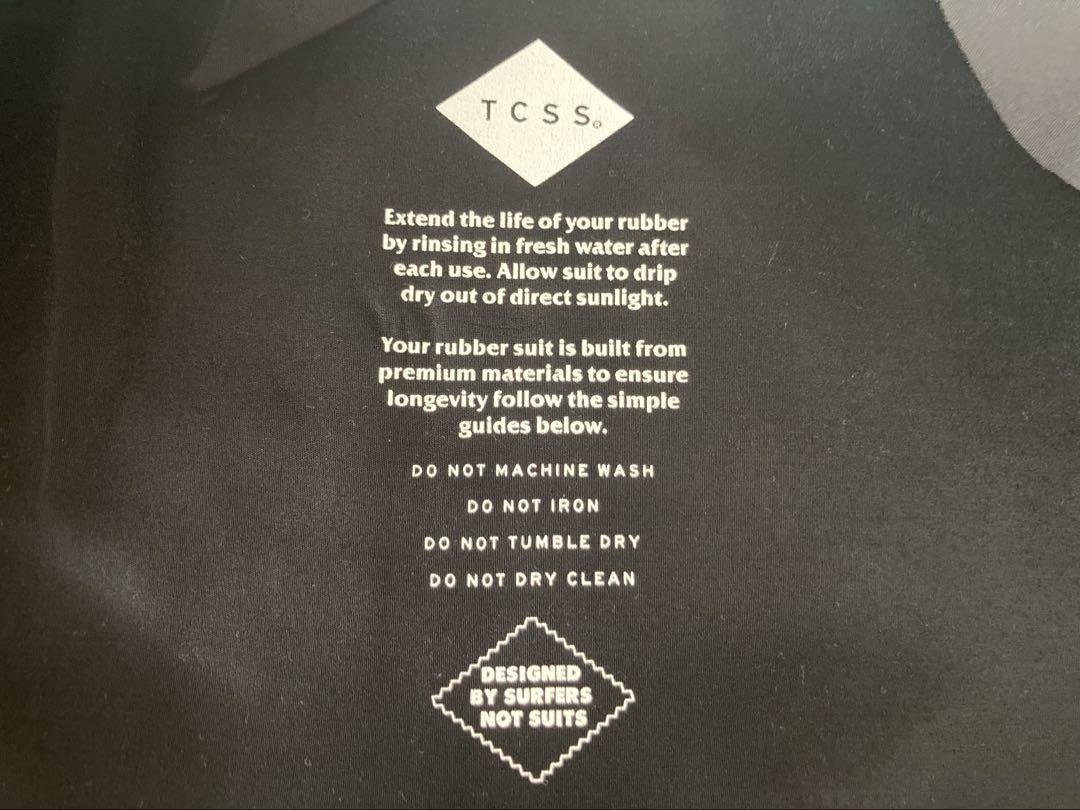 TCSS®
Extend the life of your rubber
by rinsing in fresh water after
each use. Allow suit to drip
dry out of direct sunlight.
Your rubber suit is built from
premium materials to ensure
longevity follow the simple
guides below.
DO NOT MACHINE WASH
DO NOT IRON
DO NOT TUMBLE DRY
DO NOT DRY CLEAN
DESIGNED
BY SURFERS
NOT SUITS